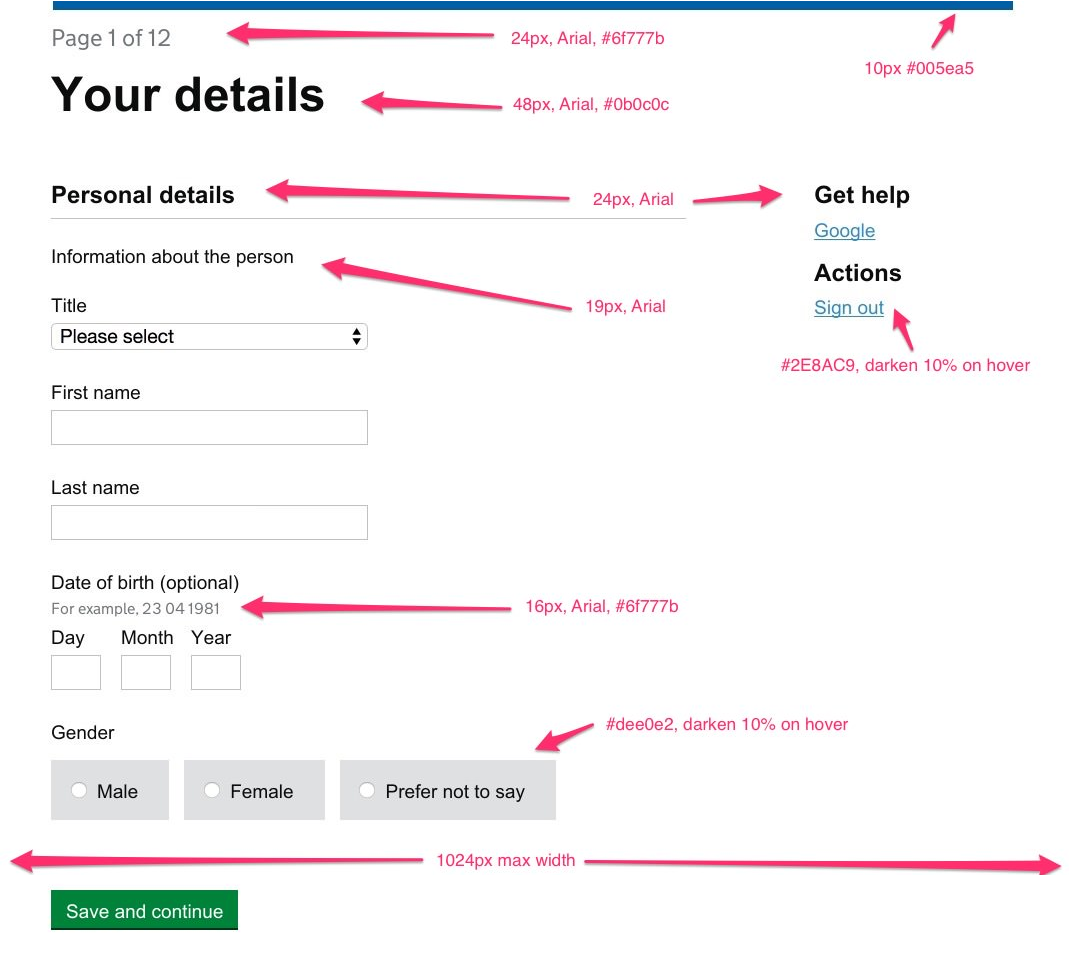 Page 1 of 12
24px, Arial, #6f777b
10px #005ea5
Your details
48px, Arial, #0b0c0c
Personal details
24px, Arial
Get help
Google
Information about the person
Actions
Title
19px, Arial
Sign out
Please select
#2E8AC9, darken 10% on hover
First name
Last name
Date of birth (optional)
For example, 23 04 1981
16px, Arial, #6f777b
Day Month Year
Gender
#dee0e2, darken 10% on hover
Male Female Prefer not to say
1024px max width
Save and continue